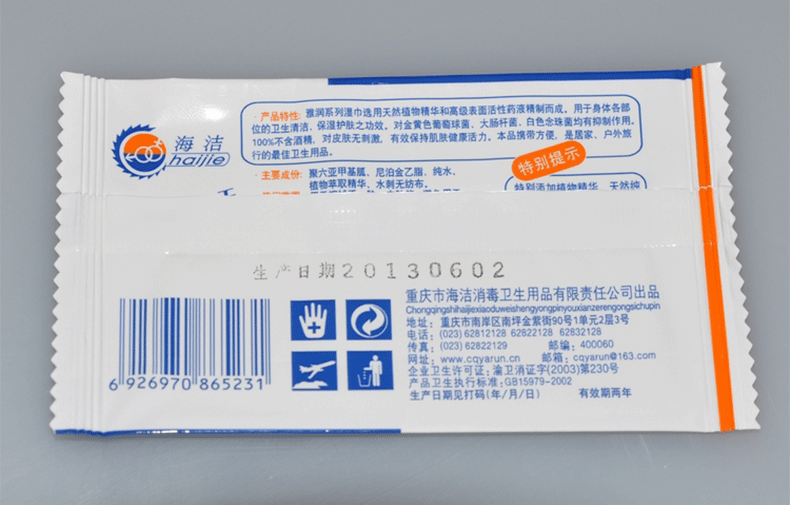 海洁
haijie
·产品特性: 雅润系列湿巾选用天然植物精华和高级表面活性药液精制而成。用于身体各部
位的卫生清洁，保湿护肤之功效。对金黄色葡萄球菌、大肠杆菌、白色念珠菌均有抑制作用。
100%不含酒精，对皮肤无刺激，有效保持肌肤健康活力。本品携带方便，是居家、户外旅
行的最佳卫生用品。
特别提示
·主要成份: 聚六亚甲基胍、尼泊金乙脂、纯水、
植物萃取精华、水刺无纺布。
特别添加植物精华，天然纯
生产日期20130602
重庆市海洁消毒卫生用品有限责任公司出品
Chongqingshihaijiexiaoduweishengyongpinyouxianzerengongsichupin
地址: 重庆市南岸区南坪金紫街90号1单元2层3号
电话: (023) 62812128 62822128 62832128
传真: (023) 62822129 邮编: 400060
网址: www.cqyarun.cn 邮箱: cqyarun@163.com
企业卫生许可证: 渝卫消证字(2003)第230号
产品卫生执行标准:GB15979-2002
生产日期见打码(年/月/日) 有效期两年
6 926970 865231